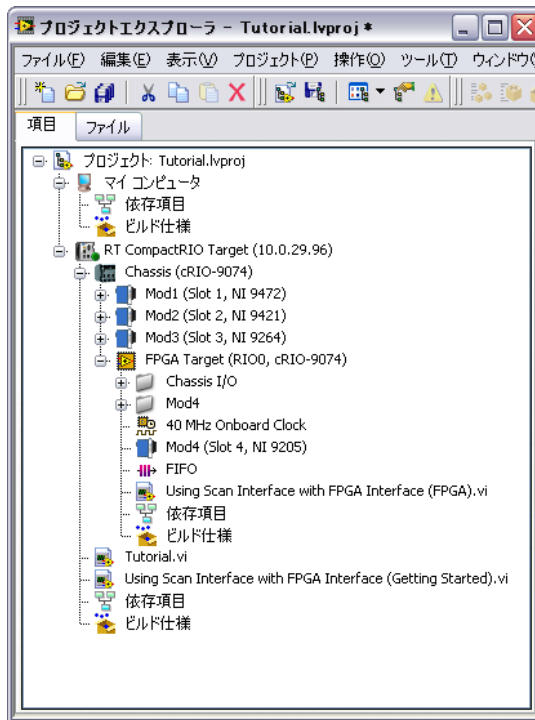 プロジェクトエクスプローラ - Tutorial.lvproj *
ファイル(F) 編集(E) 表示(V) プロジェクト(P) 操作(O) ツール(T) ウィンドウ(
項目 ファイル
プロジェクト: Tutorial.lvproj
マイ コンピュータ
依存項目
ビルド仕様
RT CompactRIO Target (10.0.29.96)
Chassis (cRIO-9074)
Mod1 (Slot 1, NI 9472)
Mod2 (Slot 2, NI 9421)
Mod3 (Slot 3, NI 9264)
FPGA Target (RIO0, cRIO-9074)
Chassis I/O
Mod4
40 MHz Onboard Clock
Mod4 (Slot 4, NI 9205)
FIFO
Using Scan Interface with FPGA Interface (FPGA).vi
依存項目
ビルド仕様
Tutorial.vi
Using Scan Interface with FPGA Interface (Getting Started).vi
依存項目
ビルド仕様